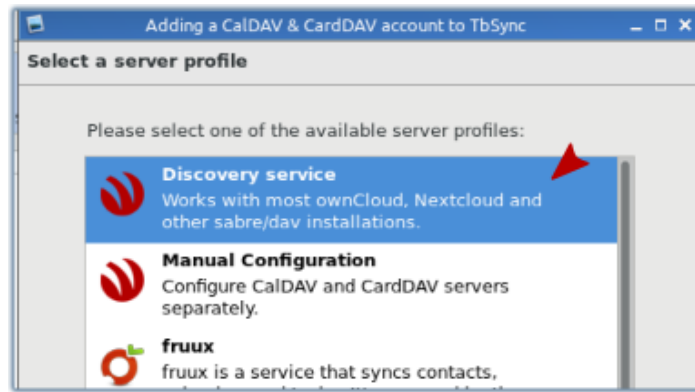 Adding a CalDAV & CardDAV account to TbSync
Select a server profile
Please select one of the available server profiles:
Discovery service
Works with most ownCloud, Nextcloud and
other sabre/dav installations.
Manual Configuration
Configure CalDAV and CardDAV servers
separately.
fruux
fruux is a service that syncs contacts,